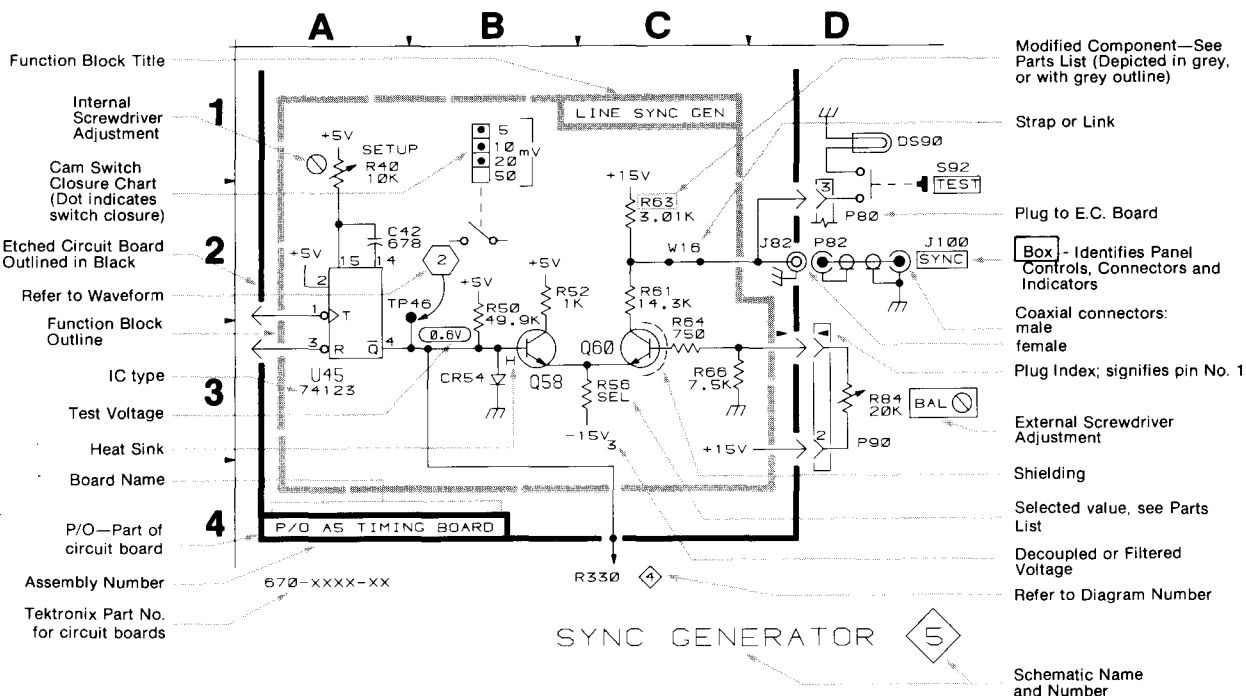 A B C D
Function Block Title
Internal
Screwdriver
Adjustment
Cam Switch
Closure Chart
(Dot indicates
switch closure)
Etched Circuit Board
Outlined in Black
Refer to Waveform
Function Block
Outline
IC type
Test Voltage
Heat Sink
Board Name
P/O—Part of
circuit board
Assembly Number
Tektronix Part No.
for circuit boards
1
2
3
4
LINE SYNC GEN
+5V
SETUP
R40
10K
5
10
20
50
mV
C42
678
+5V
15 14
2
1
T
3
R
Q
4
U45
74123
2
TP46
0.6V
+5V
R50
49.9K
+5V
R52
1K
H
CR54
Q58
+15V
R63
3.01K
W16
R61
14.3K
R64
750
Q60
R66
7.5K
R56
SEL
-15V3
+15V
DS90
3
S92
TEST
P80
J82
P82
J100
SYNC
R84
20K
BAL
2
P90
P/O A5 TIMING BOARD
670-XXXX-XX
R330
4
SYNC GENERATOR
5
Modified Component—See
Parts List (Depicted in grey,
or with grey outline)
Strap or Link
Plug to E.C. Board
Box - Identifies Panel
Controls, Connectors and
Indicators
Coaxial connectors:
male
female
Plug Index; signifies pin No. 1
External Screwdriver
Adjustment
Shielding
Selected value, see Parts
List
Decoupled or Filtered
Voltage
Refer to Diagram Number
Schematic Name
and Number